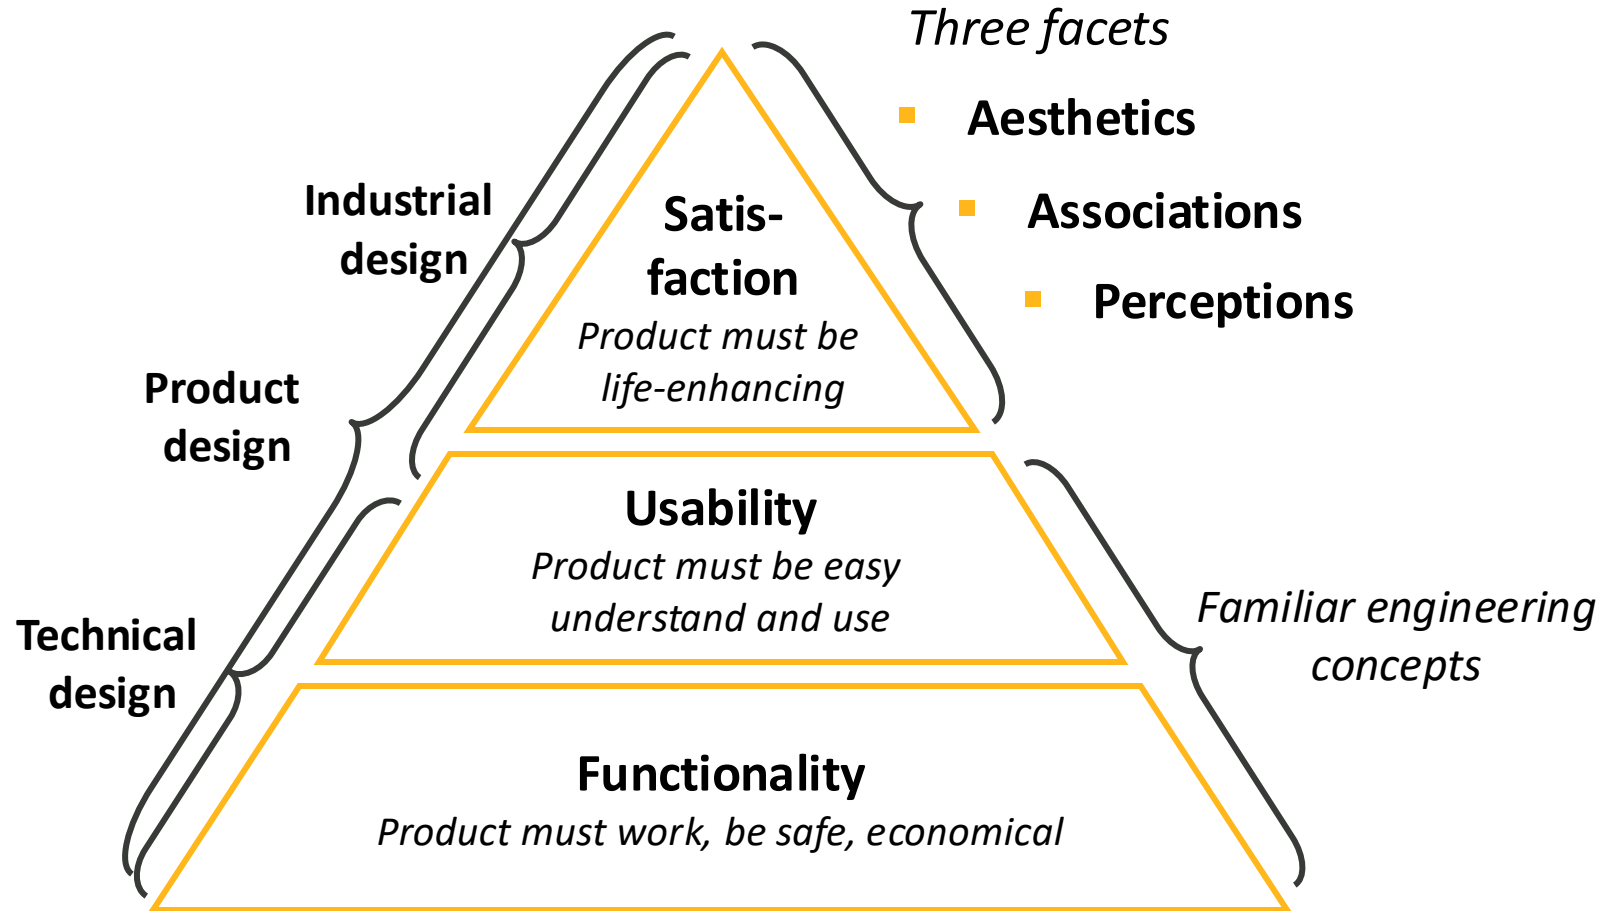 Three facets
Aesthetics
Associations
Perceptions
Industrial
design
Satis-
faction
Product must be
life-enhancing
Product
design
Usability
Product must be easy
understand and use
Technical
design
Familiar engineering
concepts
Functionality
Product must work, be safe, economical